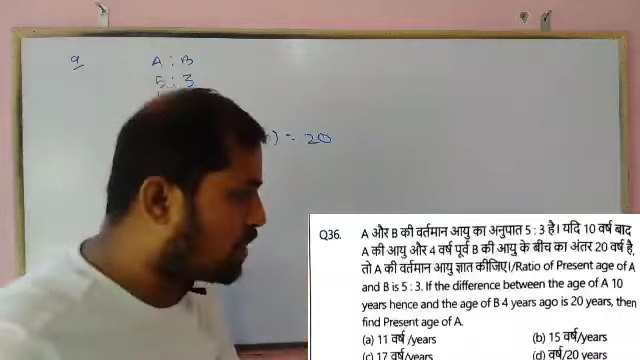 Q
A : B
5 : 3
) = 20
Q36. A और B की वर्तमान आयु का अनुपात 5 : 3 है। यदि 10 वर्ष बाद
A की आयु और 4 वर्ष पूर्व B की आयु के बीच का अंतर 20 वर्ष है,
तो A की वर्तमान आयु ज्ञात कीजिए।/Ratio of Present age of A
and B is 5 : 3. If the difference between the age of A 10
years hence and the age of B 4 years ago is 20 years, then
find Present age of A.
(a) 11 वर्ष /years (b) 15 वर्ष/years
(c) 17 वर्ष/years (d) वर्ष/20 years